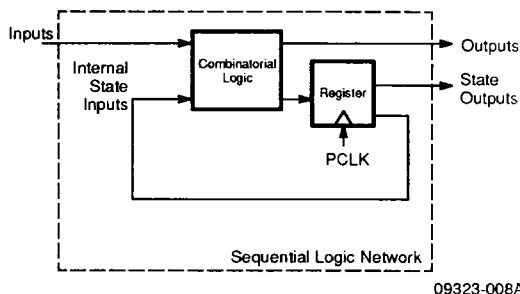 Inputs
Internal
State
Inputs
Combinatorial
Logic
Register
PCLK
Outputs
State
Outputs
Sequential Logic Network
09323-008A